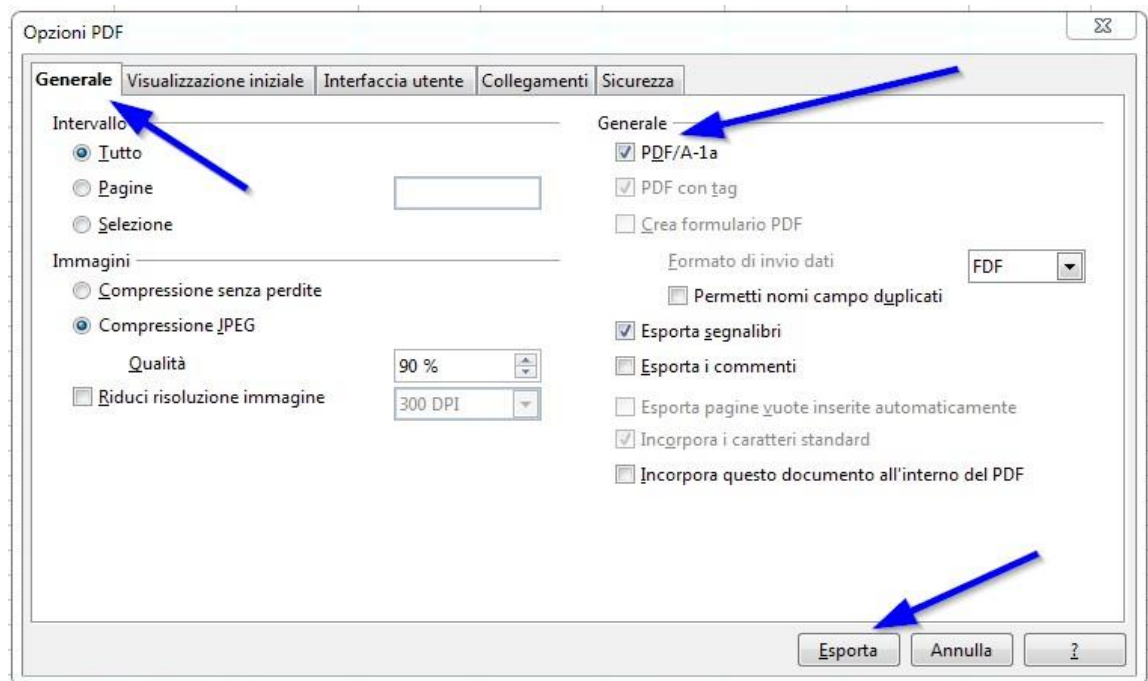 Opzioni PDF
Generale Visualizzazione iniziale Interfaccia utente Collegamenti Sicurezza
Intervallo
Tutto
Pagine
Selezione
Immagini
Compressione senza perdite
Compressione JPEG
Qualità 90 %
Riduci risoluzione immagine 300 DPI
Generale
PDF/A-1a
PDF con tag
Crea formulario PDF
Formato di invio dati FDF
Permetti nomi campo duplicati
Esporta segnalibri
Esporta i commenti
Esporta pagine vuote inserite automaticamente
Incorpora i caratteri standard
Incorpora questo documento all'interno del PDF
Esporta Annulla ?